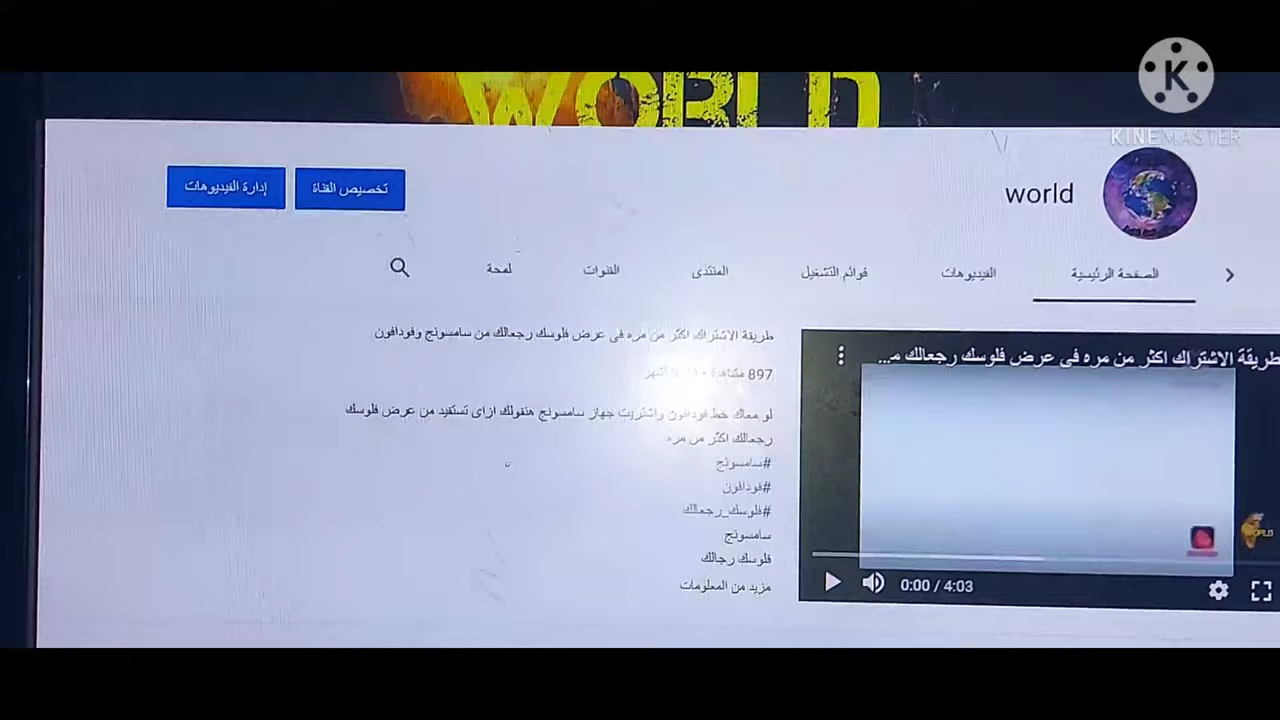 WORLD
K
KINEMASTER
world
تخصيص القناة
إدارة الفيديوهات
الصفحة الرئيسية
الفيديوهات
قوائم التشغيل
المنتدى
القنوات
لمحة
طريقة الاشتراك اكثر من مره فى عرض فلوسك رجعالك م...
0:00 / 4:03
WORLD
طريقة الاشتراك اكثر من مره فى عرض فلوسك رجعالك من سامسونج وفودافون
897 مشاهدة
لو معاك خط فودافون واشتريت جهاز سامسونج هنقولك ازاى تستفيد من عرض فلوسك
رجعالك اكثر من مره
#سامسونج
#فودافون
#فلوسك_رجعالك
سامسونج
فلوسك رجالك
مزيد من المعلومات